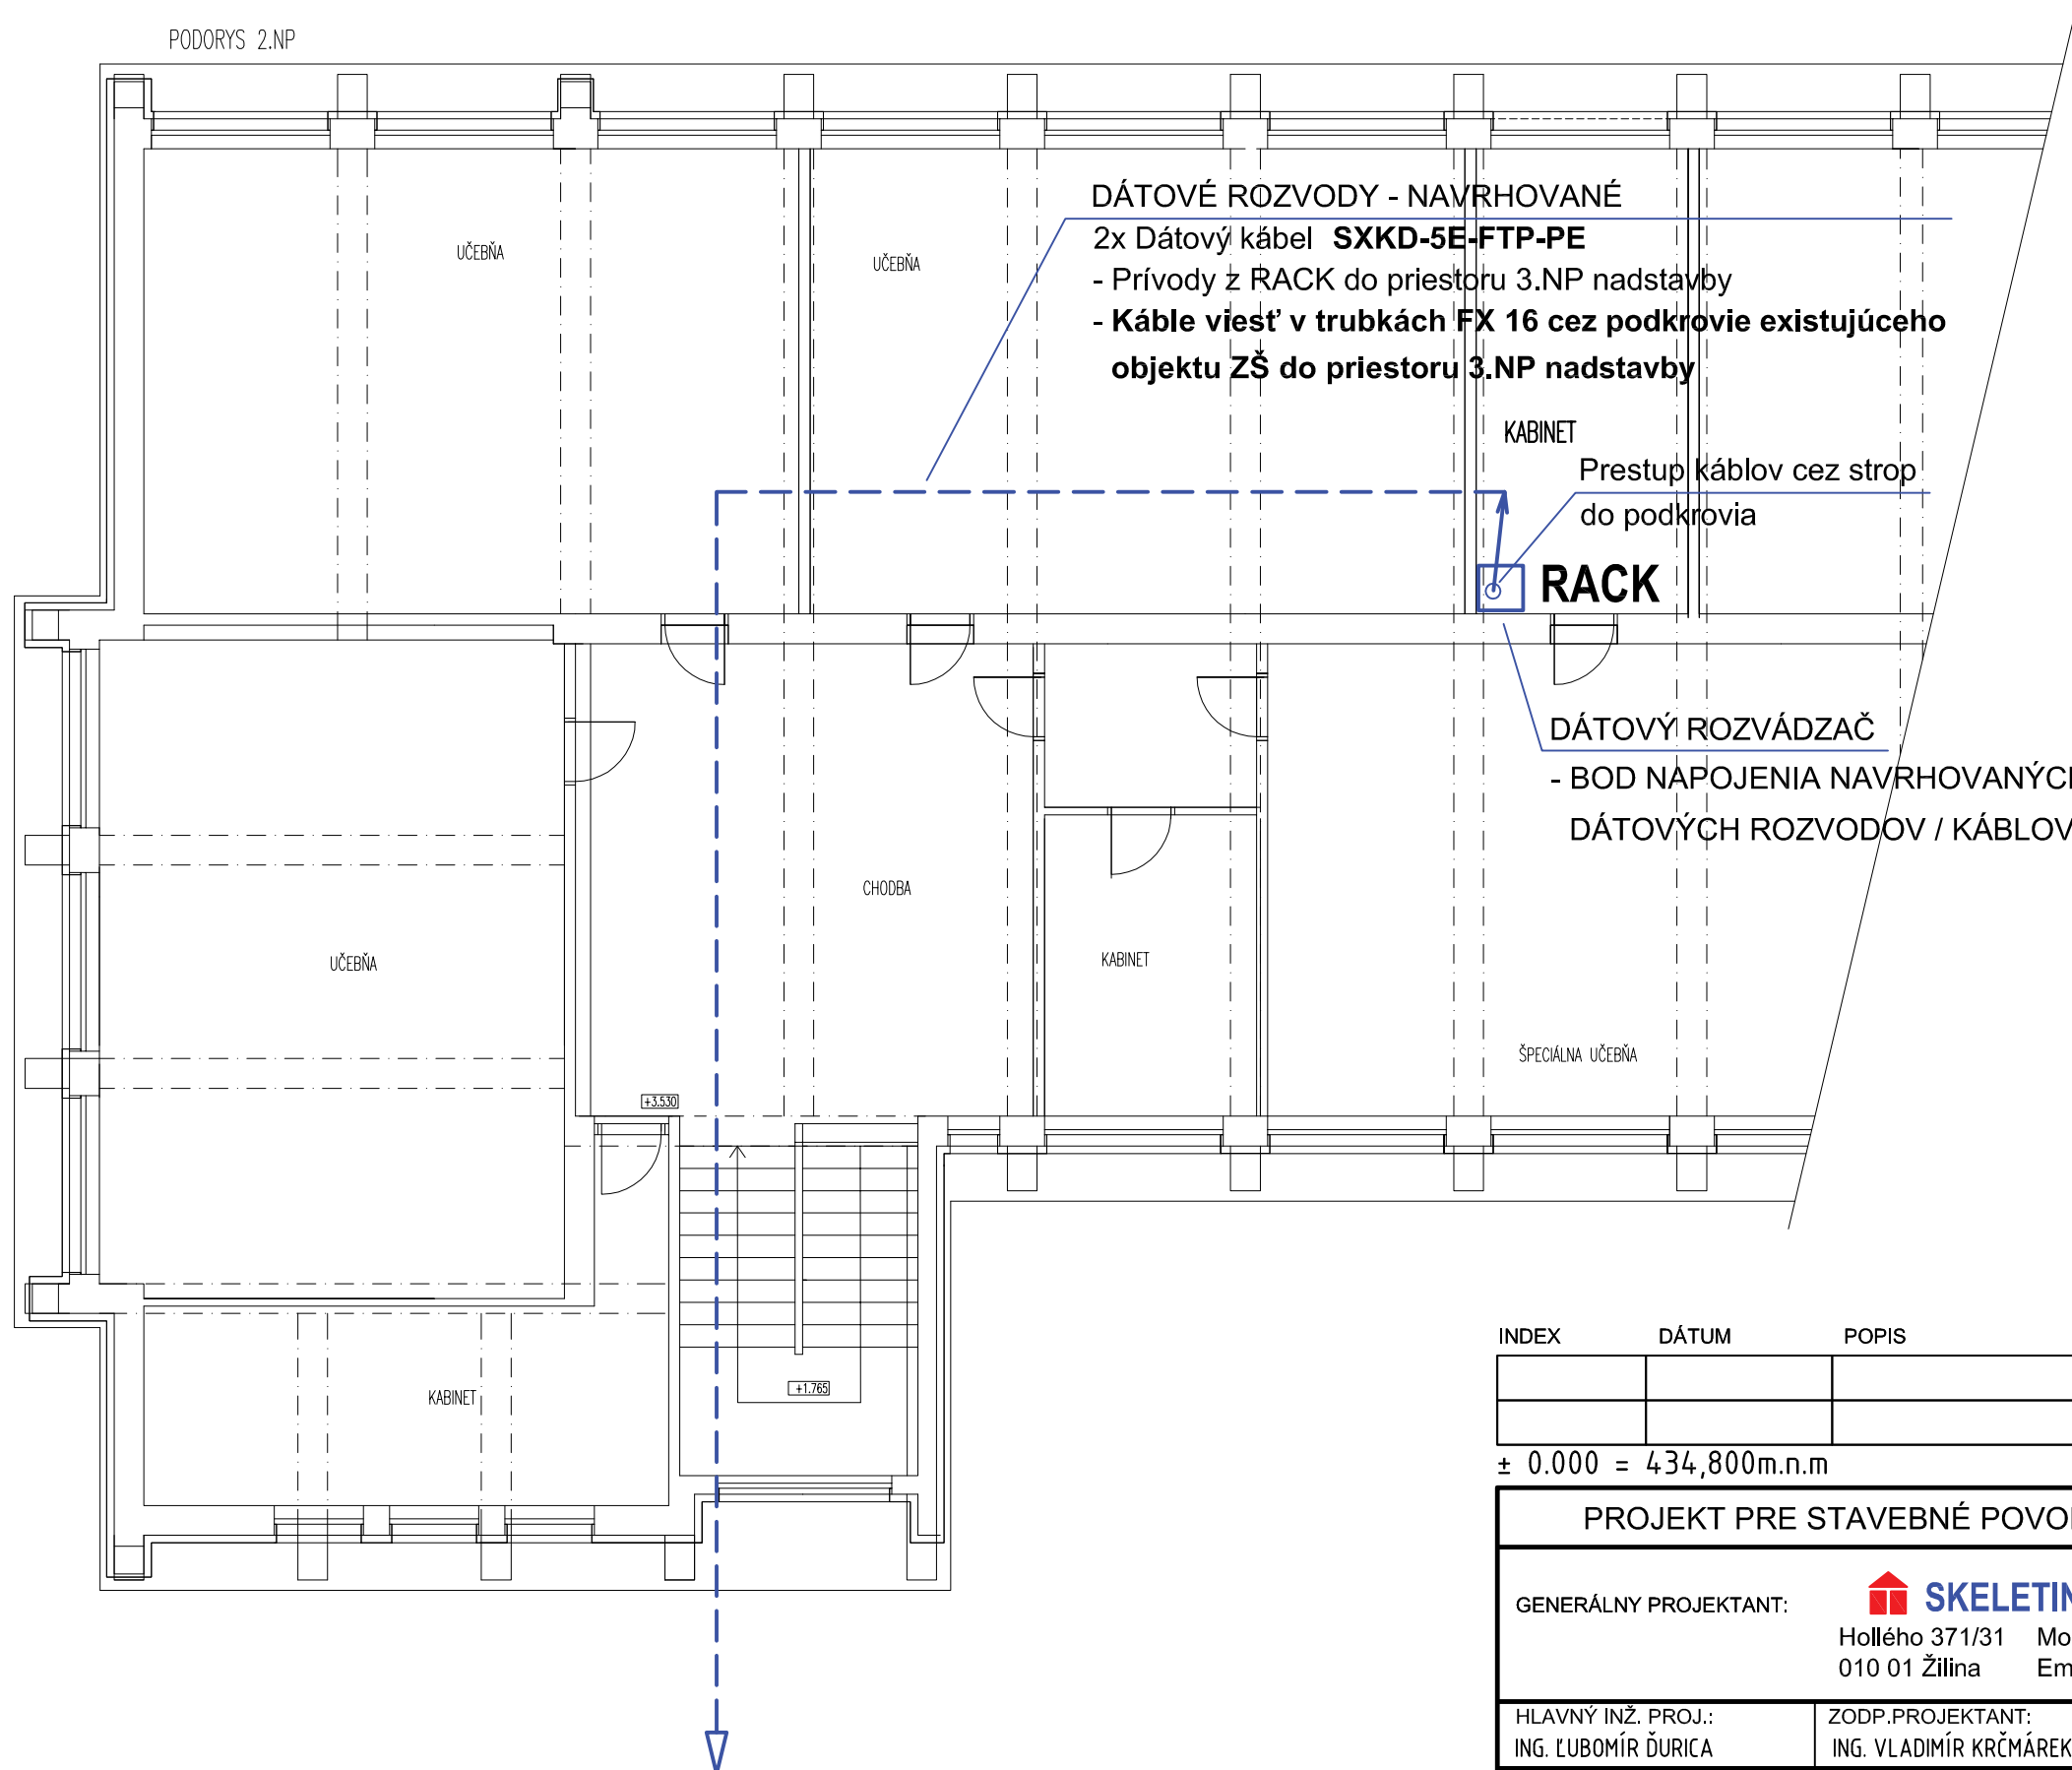 PODORYS 2.NP
DÁTOVÉ ROZVODY - NAVRHOVANÉ
2x Dátový kábel SXKD-5E-FTP-PE
- Prívody z RACK do priestoru 3.NP nadstavby
- Káble viesť v trubkách FX 16 cez podkrovie existujúceho
objektu ZŠ do priestoru 3.NP nadstavby
UČEBŇA
UČEBŇA
KABINET
Prestup káblov cez strop
do podkrovia
RACK
DÁTOVÝ ROZVÁDZAČ
- BOD NAPOJENIA NAVRHOVANÝCH
DÁTOVÝCH ROZVODOV / KÁBLOV
CHODBA
UČEBŇA
KABINET
ŠPECIÁLNA UČEBŇA
+3.530
+1.765
KABINET
INDEX DÁTUM POPIS
± 0.000 = 434,800m.n.m
PROJEKT PRE STAVEBNÉ POVO
GENERÁLNY PROJEKTANT:
SKELETIN
Hollého 371/31 Mo
010 01 Žilina Em
HLAVNÝ INŽ. PROJ.: ZODP.PROJEKTANT:
ING. ĽUBOMÍR ĎURICA ING. VLADIMÍR KRČMÁREK